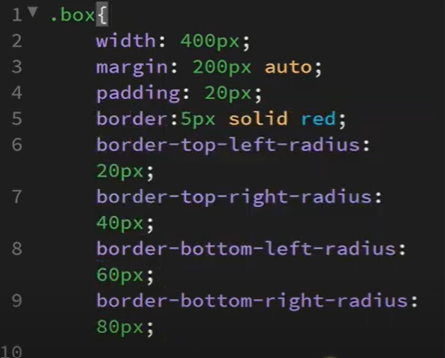 1 .box{
2 width: 400px;
3 margin: 200px auto;
4 padding: 20px;
5 border:5px solid red;
6 border-top-left-radius:
20px;
7 border-top-right-radius:
40px;
8 border-bottom-left-radius:
60px;
9 border-bottom-right-radius:
80px;
10